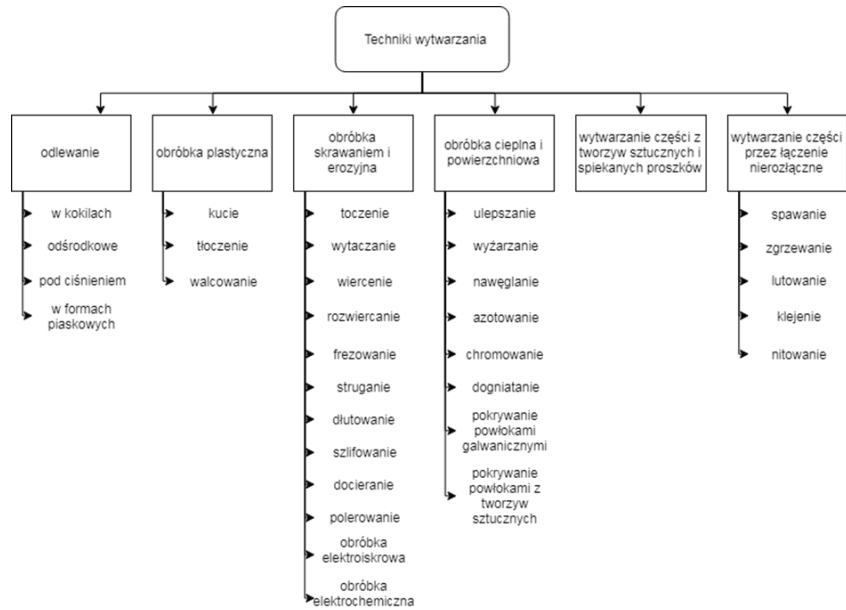 Techniki wytwarzania
odlewanie
w kokilach
odśrodkowe
pod ciśnieniem
w formach
piaskowych
obróbka plastyczna
kucie
tłoczenie
walcowanie
obróbka
skrawaniem i
erozyjna
toczenie
wytaczanie
wiercenie
rozwiercanie
frezowanie
struganie
dłutowanie
szlifowanie
docieranie
polerowanie
obróbka
elektroiskrowa
obróbka
elektrochemiczna
obróbka cieplna i
powierzchniowa
ulepszanie
wyżarzanie
nawęglanie
azotowanie
chromowanie
dogniatanie
pokrywanie
powłokami
galwanicznymi
pokrywanie
powłokami z
tworzyw
sztucznych
wytwarzanie części z
tworzyw sztucznych i
spiekanych proszków
wytwarzanie części
przez łączenie
nierozłączne
spawanie
zgrzewanie
lutowanie
klejenie
nitowanie